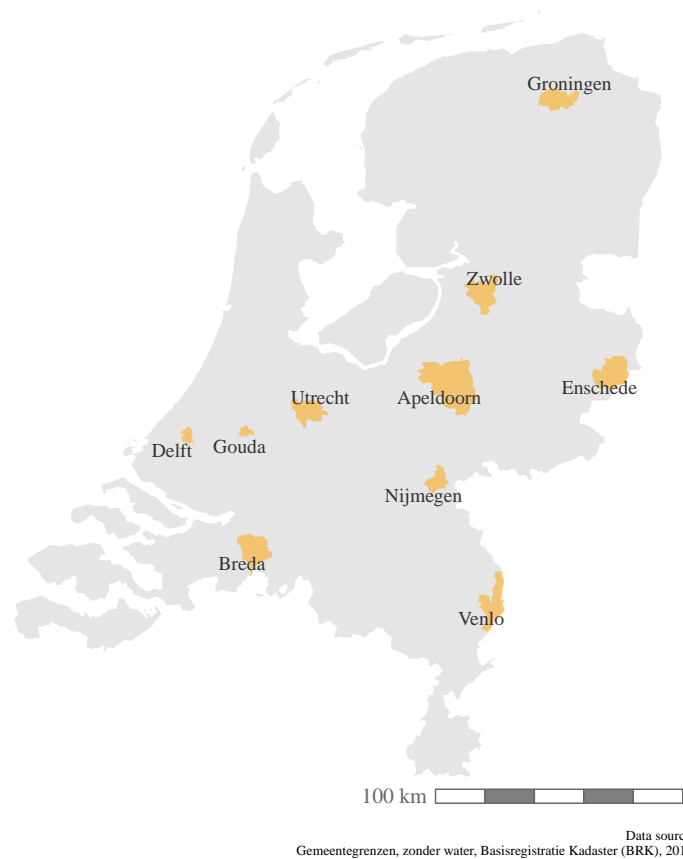 Groningen
Zwolle
Enschede
Apeldoorn
Utrecht
Gouda
Delft
Nijmegen
Breda
Venlo
100 km
Data sourc
Gemeentegrenzen, zonder water, Basisregistratie Kadaster (BRK), 201